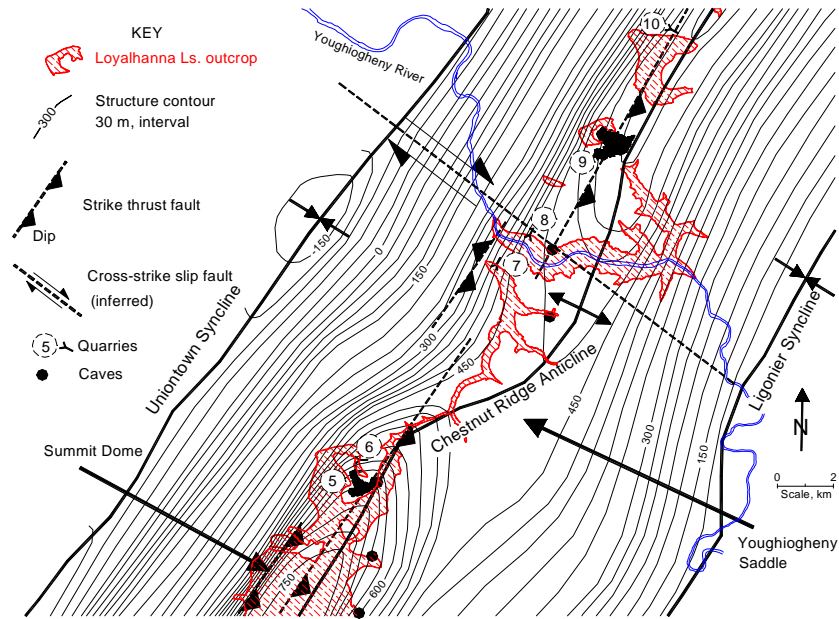 KEY
Loyalhanna Ls. outcrop
-300
Structure contour
30 m, interval
Strike thrust fault
Dip
Cross-strike slip fault
(inferred)
5
Quarries
Caves
Youghiogheny River
10
9
8
7
-150
0
150
300
450
Uniontown Syncline
Chestnut Ridge Anticline
Ligonier Syncline
450
300
150
N
0 2
Scale, km
Summit Dome
6
5
750
600
Youghiogheny
Saddle